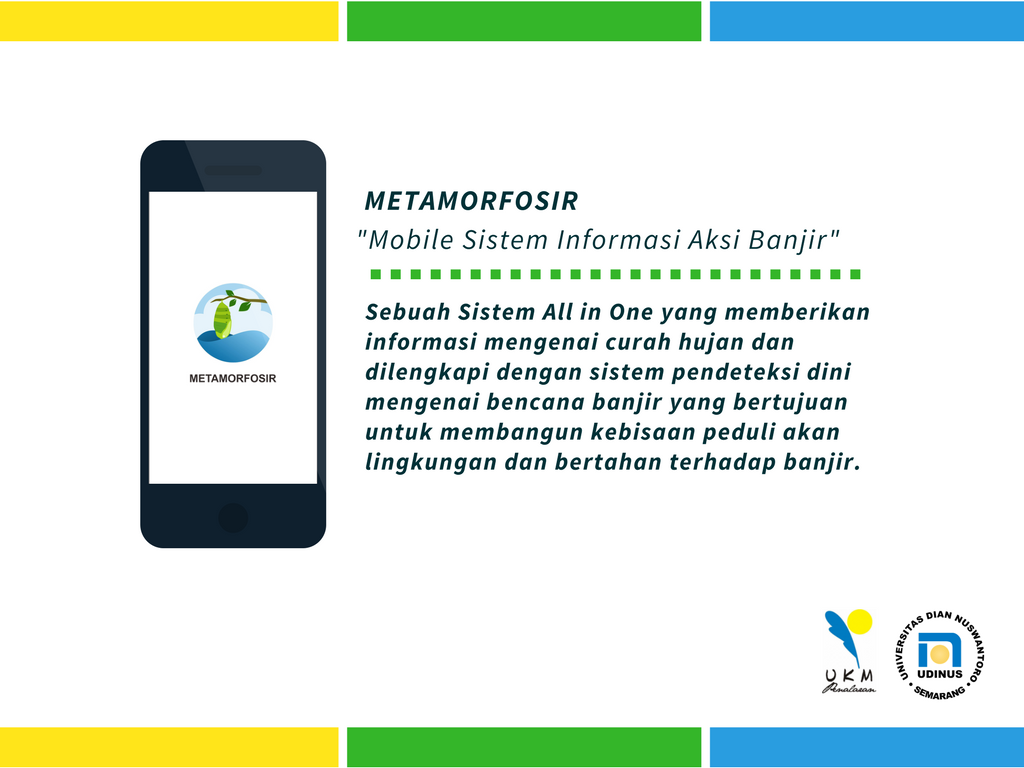 METAMORFOSIR
METAMORFOSIR
"Mobile Sistem Informasi Aksi Banjir"
Sebuah Sistem All in One yang memberikan
informasi mengenai curah hujan dan
dilengkapi dengan sistem pendeteksi dini
mengenai bencana banjir yang bertujuan
untuk membangun kebisaan peduli akan
lingkungan dan bertahan terhadap banjir.
UKM
Penalaran
UNIVERSITAS DIAN NUSWANTORO
UDINUS
• SEMARANG •